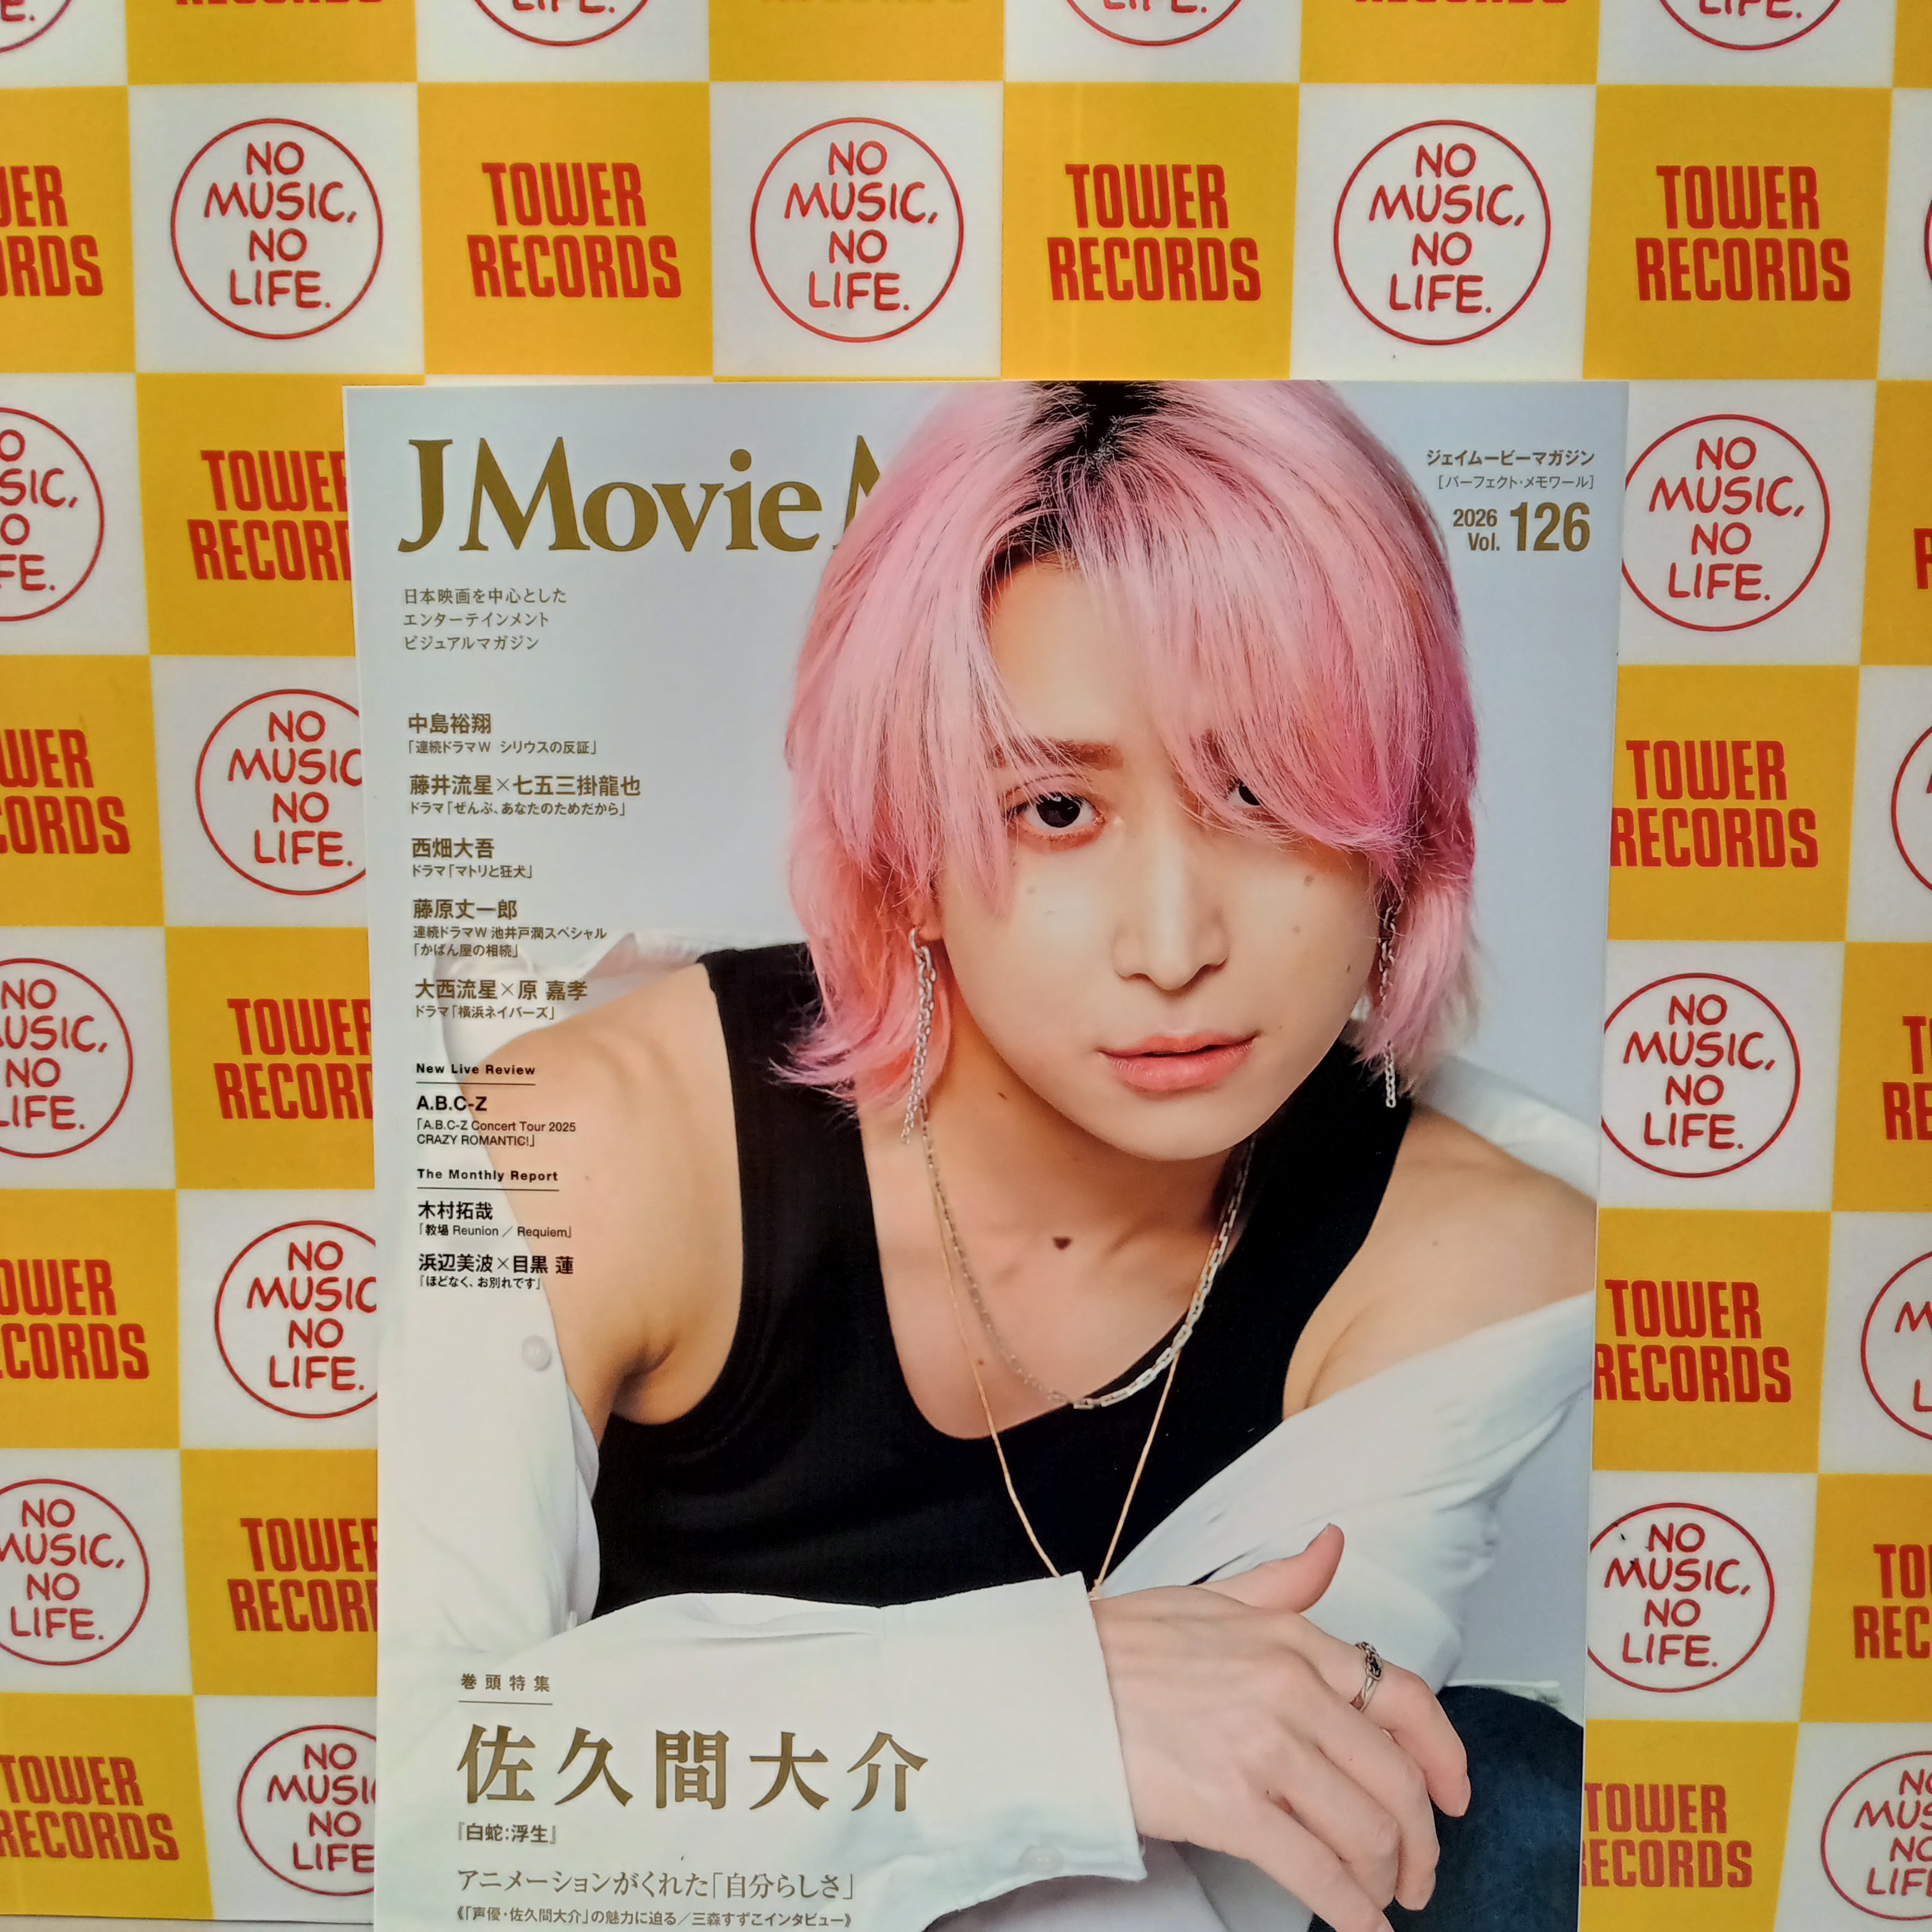 TOWER
RECORDS
NO
MUSIC,
NO
LIFE.
J Movie
ジェイムービーマガジン
[パーフェクト・メモワール]
2026
Vol. 126
日本映画を中心とした
エンターテインメント
ビジュアルマガジン
中島裕翔
「連続ドラマW シリウスの反証」
藤井流星×七五三掛龍也
ドラマ「ぜんぶ、あなたのためだから」
西畑大吾
ドラマ「マトリと狂犬」
藤原丈一郎
連続ドラマW 池井戸潤スペシャル
「かばん屋の相続」
大西流星×原 嘉孝
ドラマ「横浜ネイバーズ」
New Live Review
A.B.C-Z
「A.B.C-Z Concert Tour 2025
CRAZY ROMANTIC!」
The Monthly Report
木村拓哉
「教場 Reunion / Requiem」
浜辺美波×目黒 蓮
『ほどなく、お別れです』
巻頭特集
佐久間大介
『白蛇:浮生』
アニメーションがくれた「自分らしさ」
《「声優・佐久間大介」の魅力に迫る/三森すずこインタビュー》